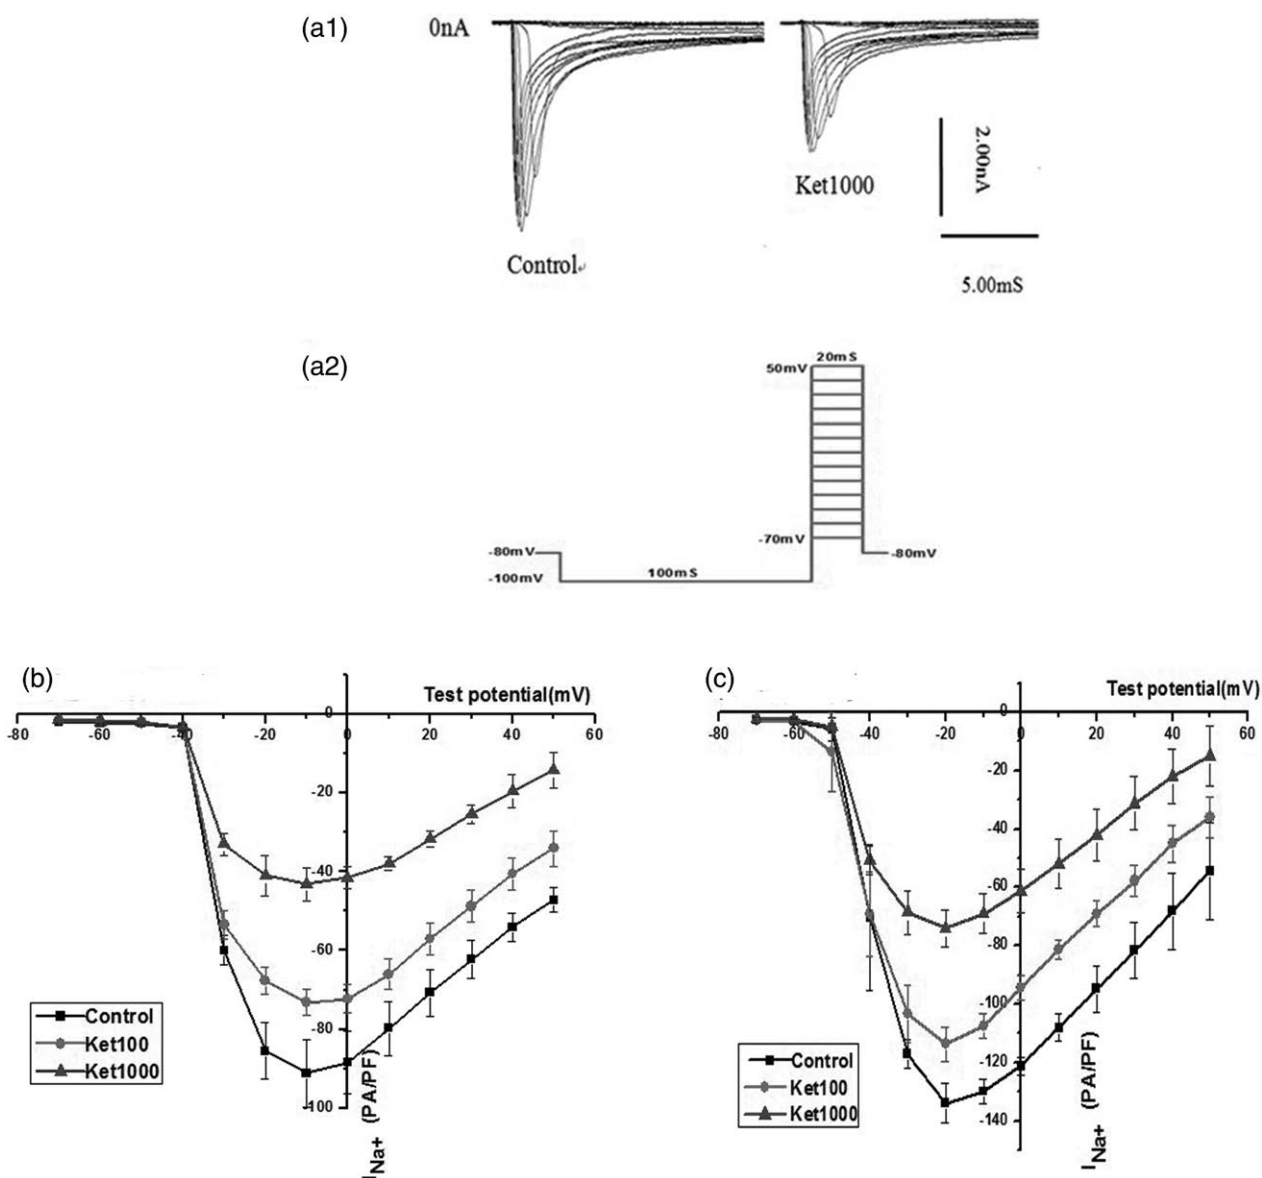 (a1)
0nA
Control
Ket1000
2.00nA
5.00mS
(a2)
20mS
50mV
-70mV
-80mV
-80mV
-100mV
100mS
(b)
Test potential(mV)
-80 -60 -40 -20 0 20 40 60
-20
-40
-60
-80
-100
Control
Ket100
Ket1000
INa+ (PA/PF)
(c)
Test potential(mV)
-80 -60 -40 -20 0 20 40 60
-20
-40
-60
-80
-100
-120
-140
Control
Ket100
Ket1000
INa+ (PA/PF)